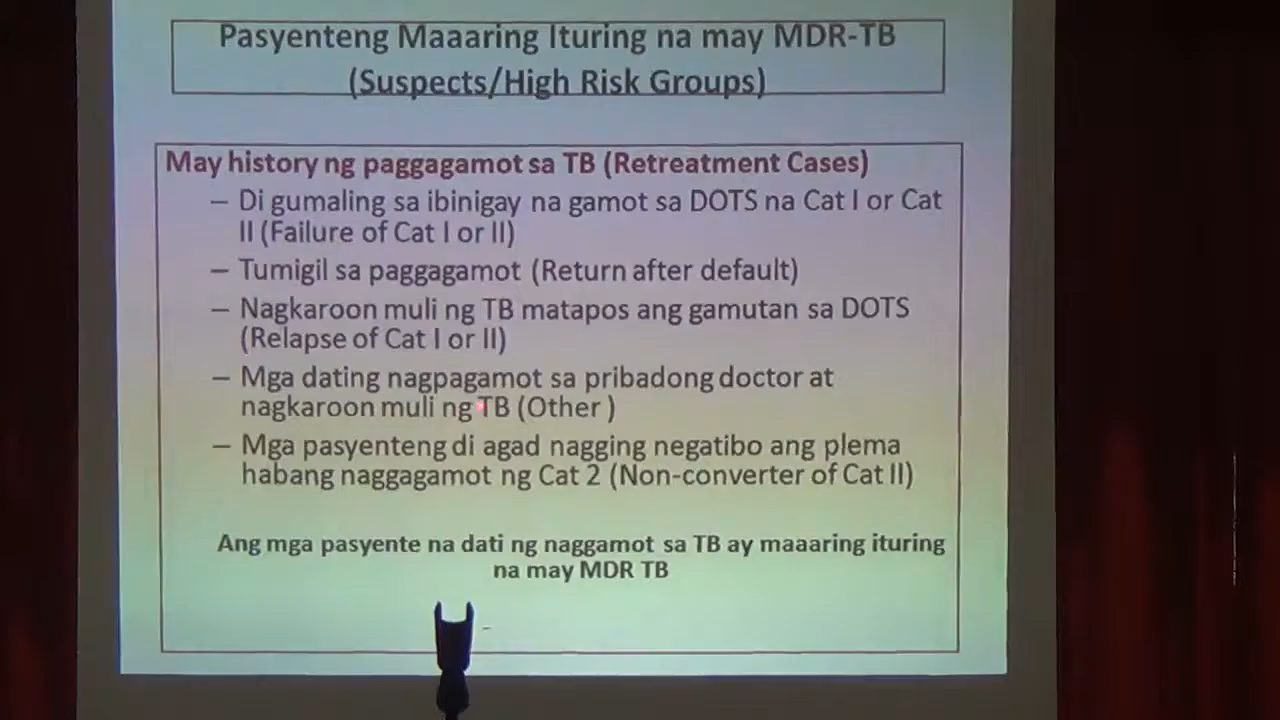 Pasyenteng Maaaring Ituring na may MDR-TB
(Suspects/High Risk Groups)
May history ng paggagamot sa TB (Retreatment Cases)
– Di gumaling sa ibinigay na gamot sa DOTS na Cat I or Cat
II (Failure of Cat I or II)
– Tumigil sa paggagamot (Return after default)
– Nagkaroon muli ng TB matapos ang gamutan sa DOTS
(Relapse of Cat I or II)
– Mga dating nagpagamot sa pribadong doctor at
nagkaroon muli ng TB (Other )
– Mga pasyenteng di agad nagging negatibo ang plema
habang naggagamot ng Cat 2 (Non-converter of Cat II)
Ang mga pasyente na dati ng naggamot sa TB ay maaaring ituring
na may MDR TB